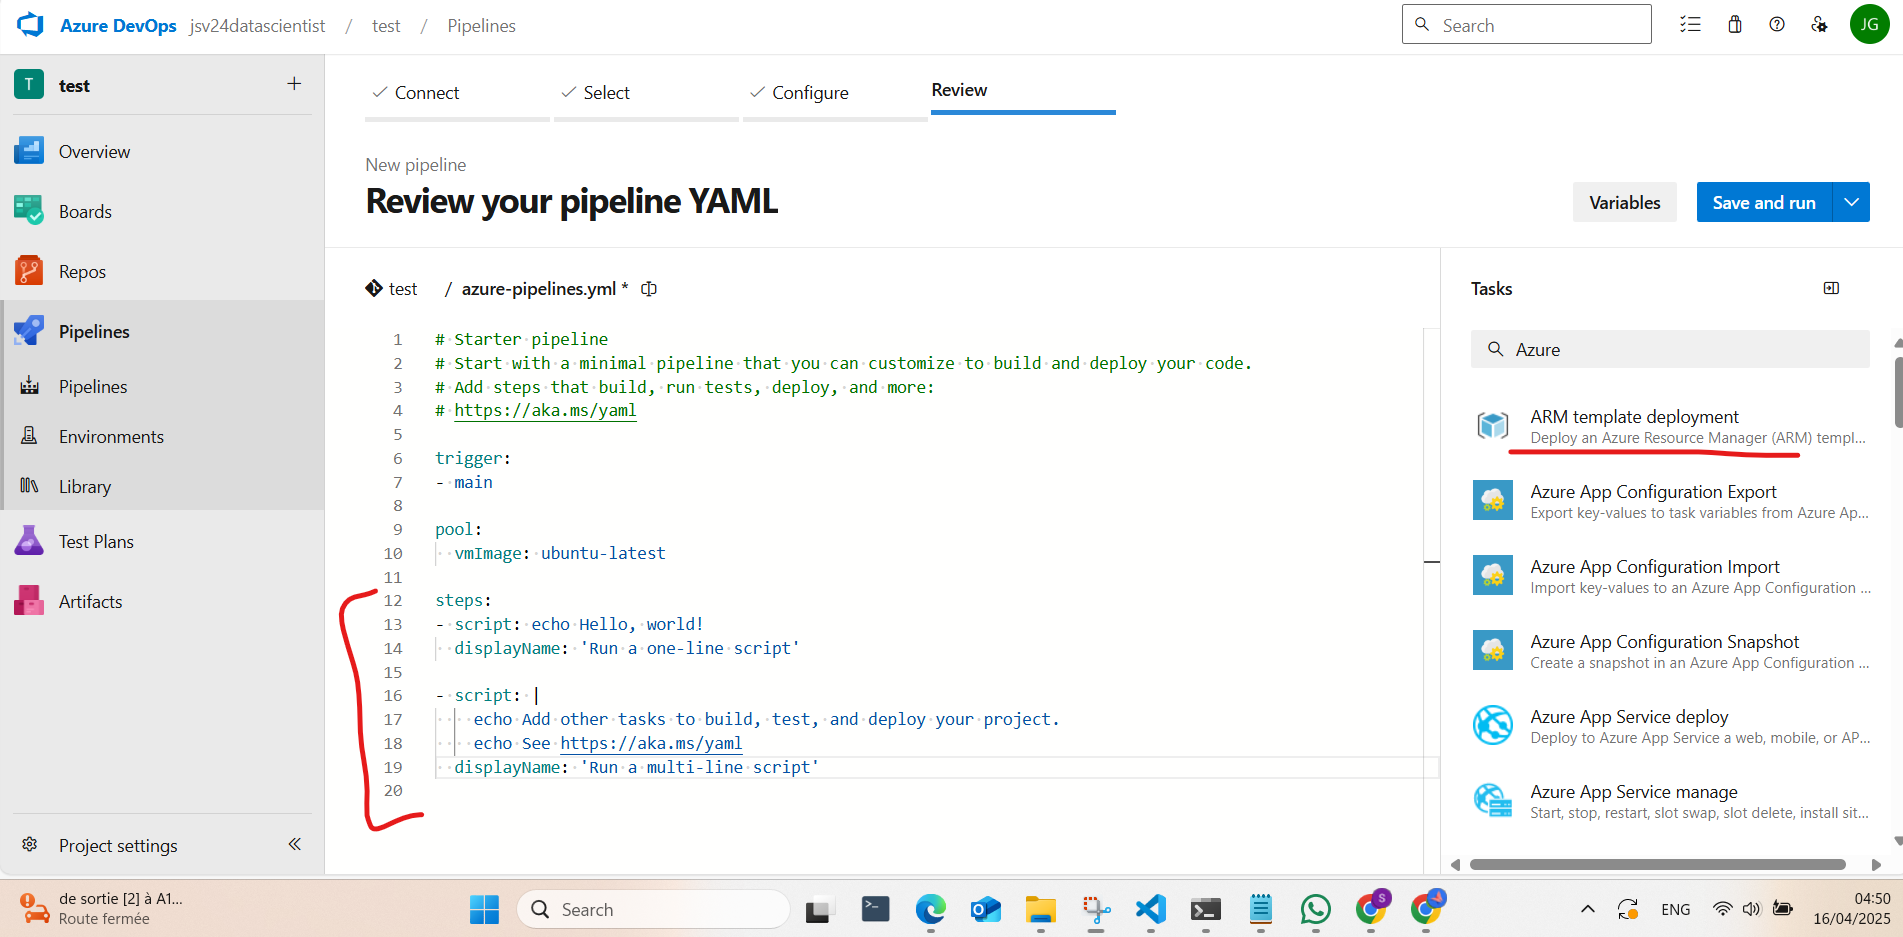 Azure DevOps jsv24datascientist / test / Pipelines
Search
JG
T test +
Overview
Boards
Repos
Pipelines
Pipelines
Environments
Library
Test Plans
Artifacts
Project settings
Connect
Select
Configure
Review
New pipeline
Review your pipeline YAML
Variables
Save and run
test / azure-pipelines.yml *
1 # Starter pipeline
2 # Start with a minimal pipeline that you can customize to build and deploy your code.
3 # Add steps that build, run tests, deploy, and more:
4 # https://aka.ms/yaml
5
6 trigger:
7 - main
8
9 pool:
10 vmImage: ubuntu-latest
11
12 steps:
13 - script: echo Hello, world!
14 displayName: 'Run a one-line script'
15
16 - script: |
17 echo Add other tasks to build, test, and deploy your project.
18 echo See https://aka.ms/yaml
19 displayName: 'Run a multi-line script'
20
Tasks
Azure
ARM template deployment
Deploy an Azure Resource Manager (ARM) templ...
Azure App Configuration Export
Export key-values to task variables from Azure Ap...
Azure App Configuration Import
Import key-values to an Azure App Configuration ...
Azure App Configuration Snapshot
Create a snapshot in an Azure App Configuration ...
Azure App Service deploy
Deploy to Azure App Service a web, mobile, or AP...
Azure App Service manage
Start, stop, restart, slot swap, slot delete, install sit...
de sortie [2] à A1...
Route fermée
Search
S
ENG
04:50
16/04/2025